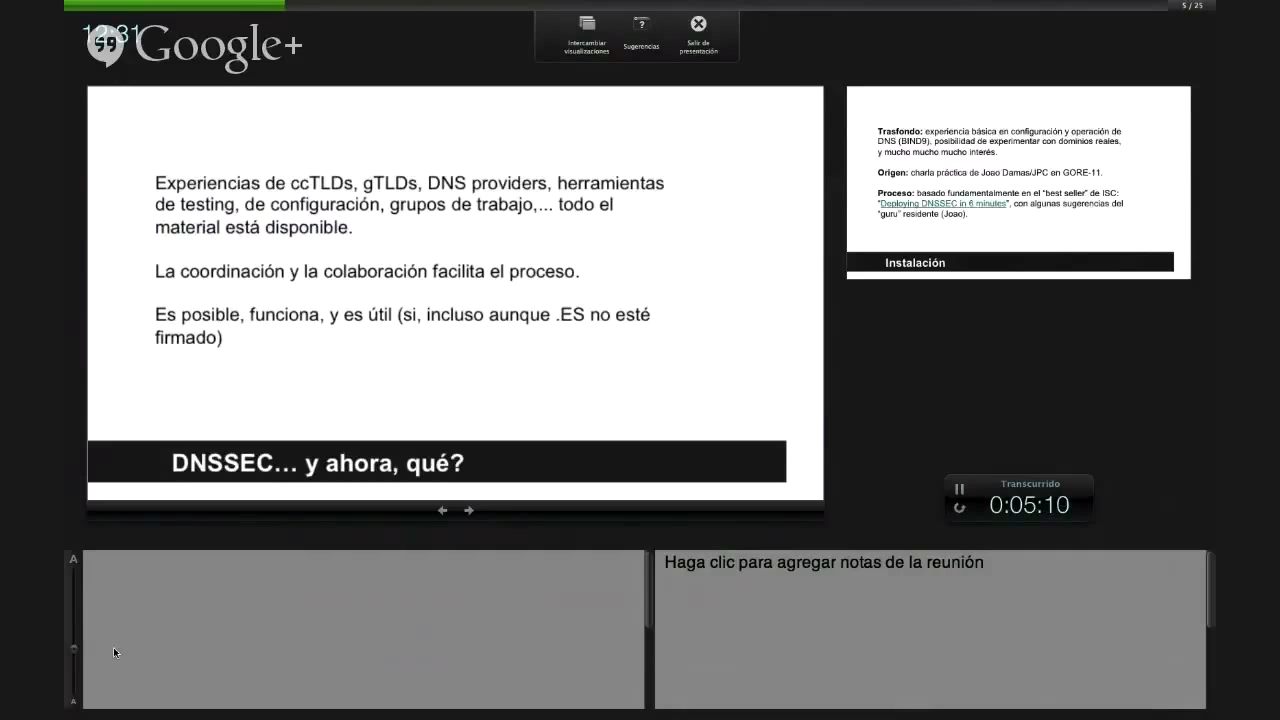 5 / 25
12:31
Google+
Intercambiar
visualizaciones
Sugerencias
Salir de
presentación
Experiencias de ccTLDs, gTLDs, DNS providers, herramientas
de testing, de configuración, grupos de trabajo,... todo el
material está disponible.
La coordinación y la colaboración facilita el proceso.
Es posible, funciona, y es útil (si, incluso aunque .ES no esté
firmado)
DNSSEC... y ahora, qué?
Trasfondo: experiencia básica en configuración y operación de
DNS (BIND9), posibilidad de experimentar con dominios reales,
y mucho mucho mucho interés.
Origen: charla práctica de Joao Damas/JPC en GORE-11.
Proceso: basado fundamentalmente en el “best seller” de ISC:
“Deploying DNSSEC in 6 minutes”, con algunas sugerencias del
“guru” residente (Joao).
Instalación
Transcurrido
0:05:10
A
A
Haga clic para agregar notas de la reunión